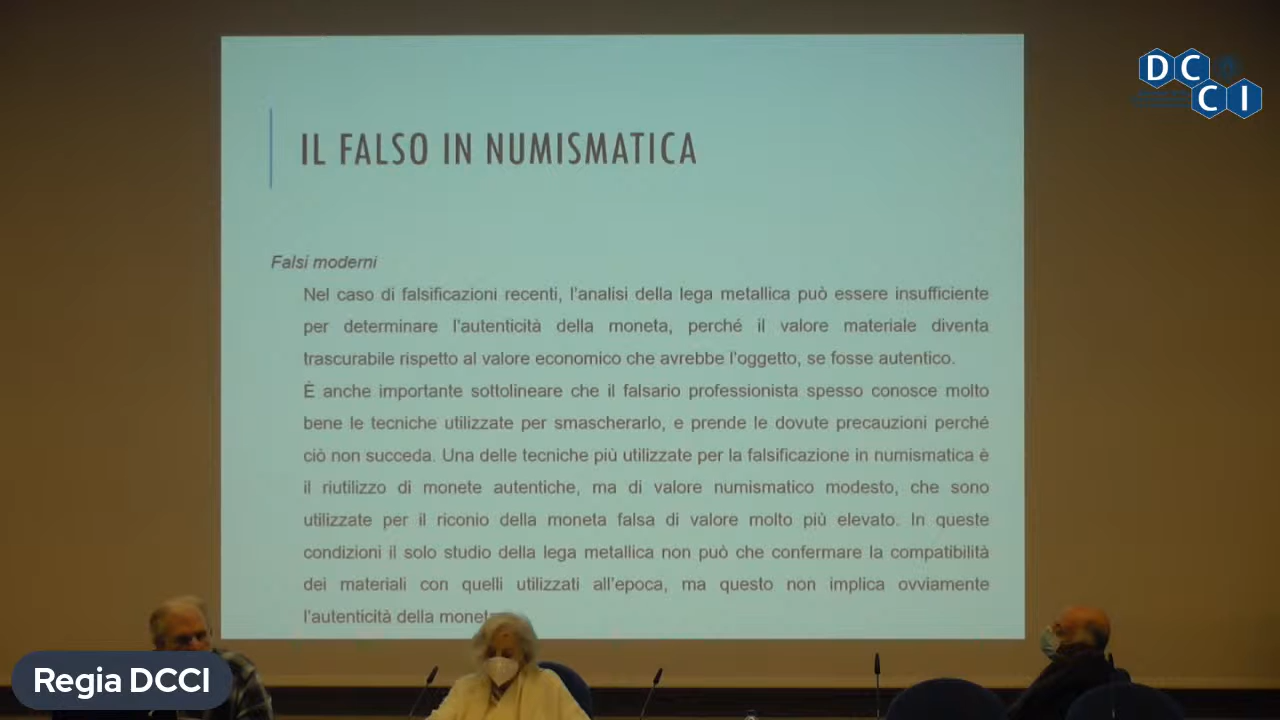 DCCI
IL FALSO IN NUMISMATICA
Falsi moderni
Nel caso di falsificazioni recenti, l'analisi della lega metallica può essere insufficiente
per determinare l'autenticità della moneta, perché il valore materiale diventa
trascurabile rispetto al valore economico che avrebbe l'oggetto, se fosse autentico.
È anche importante sottolineare che il falsario professionista spesso conosce molto
bene le tecniche utilizzate per smascherarlo, e prende le dovute precauzioni perché
ciò non succeda. Una delle tecniche più utilizzate per la falsificazione in numismatica è
il riutilizzo di monete autentiche, ma di valore numismatico modesto, che sono
utilizzate per il riconio della moneta falsa di valore molto più elevato. In queste
condizioni il solo studio della lega metallica non può che confermare la compatibilità
dei materiali con quelli utilizzati all'epoca, ma questo non implica ovviamente
l'autenticità della monet
Regia DCCI